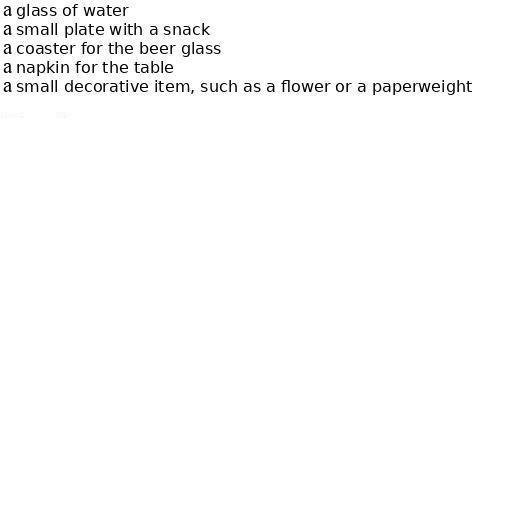 a glass of water
a small plate with a snack
a coaster for the beer glass
a napkin for the table
a small decorative item, such as a flower or a paperweight